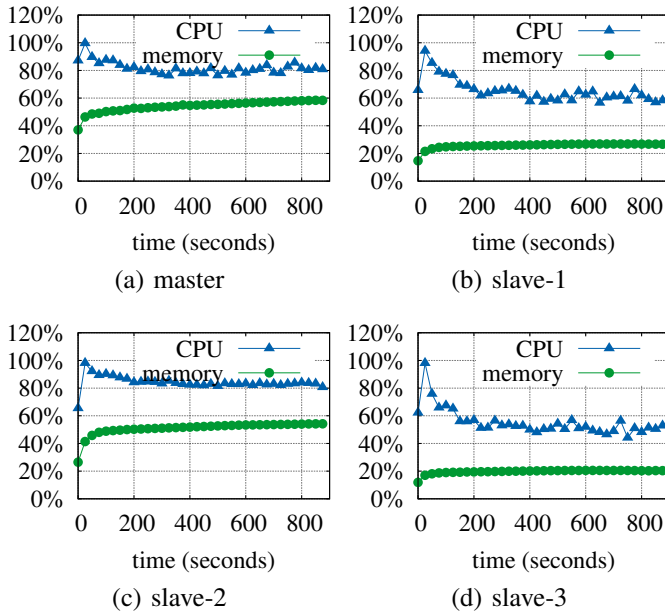 120%
100%
80%
60%
40%
20%
0%
CPU
memory
0 200 400 600 800
time (seconds)
(a) master
120%
100%
80%
60%
40%
20%
0%
CPU
memory
0 200 400 600 800
time (seconds)
(b) slave-1
120%
100%
80%
60%
40%
20%
0%
CPU
memory
0 200 400 600 800
time (seconds)
(c) slave-2
120%
100%
80%
60%
40%
20%
0%
CPU
memory
0 200 400 600 800
time (seconds)
(d) slave-3